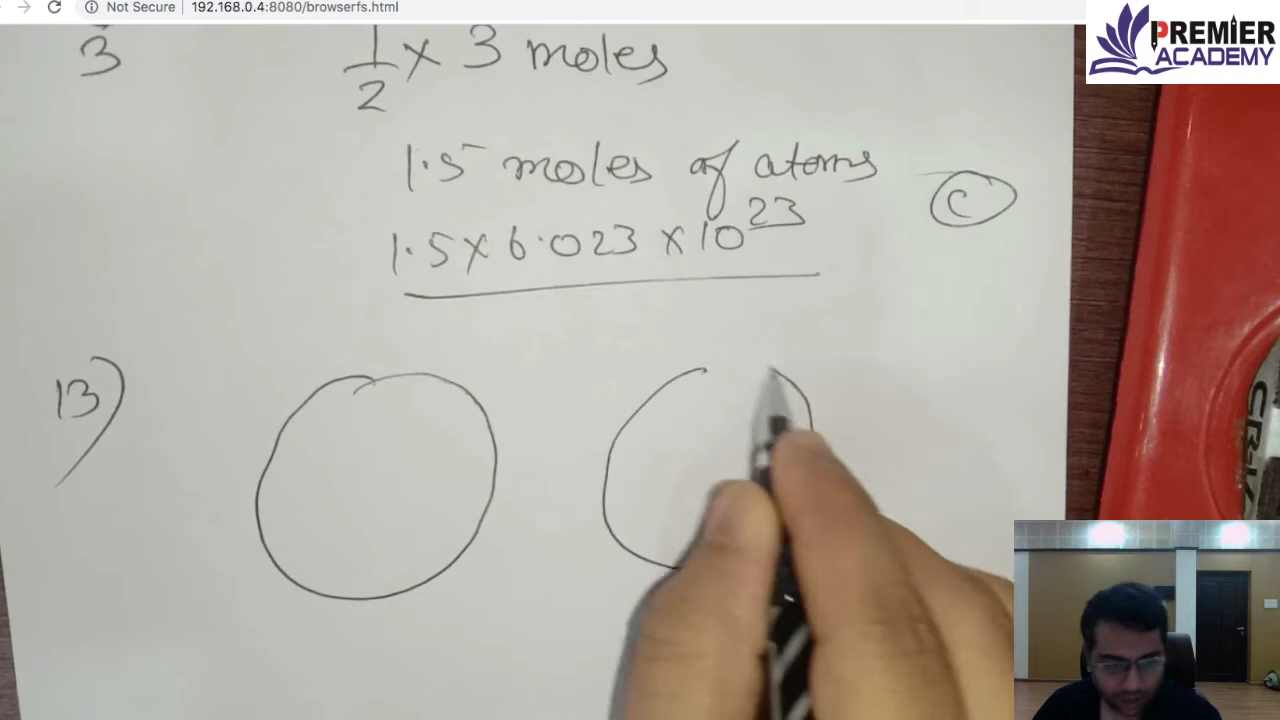 Not Secure 192.168.0.4:8080/browserfs.html
PREMIER
ACADEMY
3
1/2 × 3 moles
1.5 moles of atoms
C
1.5 × 6.023 × 10^23
13)